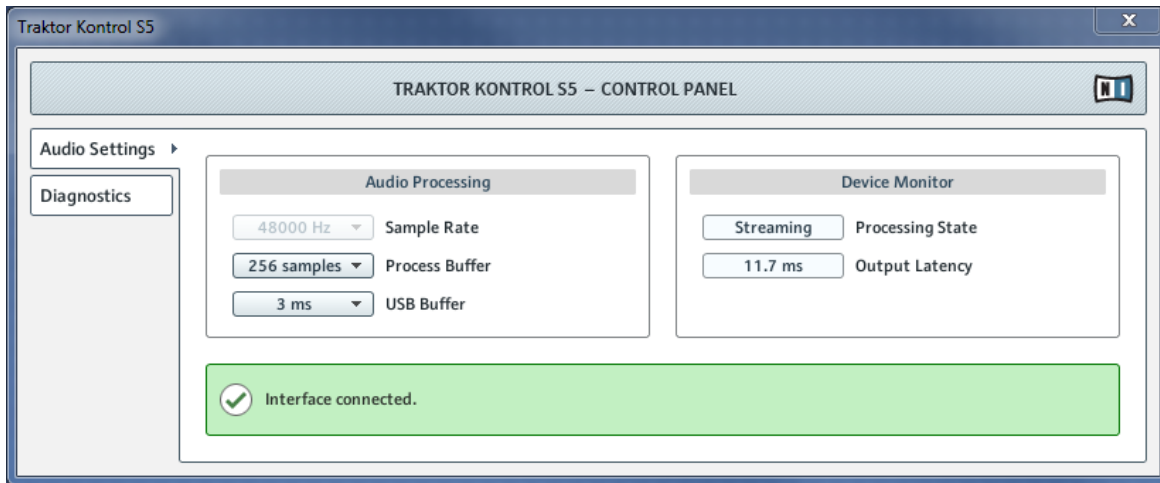 Traktor Kontrol S5
X
TRAKTOR KONTROL S5 – CONTROL PANEL
NI
Audio Settings
Diagnostics
Audio Processing
48000 Hz Sample Rate
256 samples Process Buffer
3 ms USB Buffer
Device Monitor
Streaming Processing State
11.7 ms Output Latency
Interface connected.